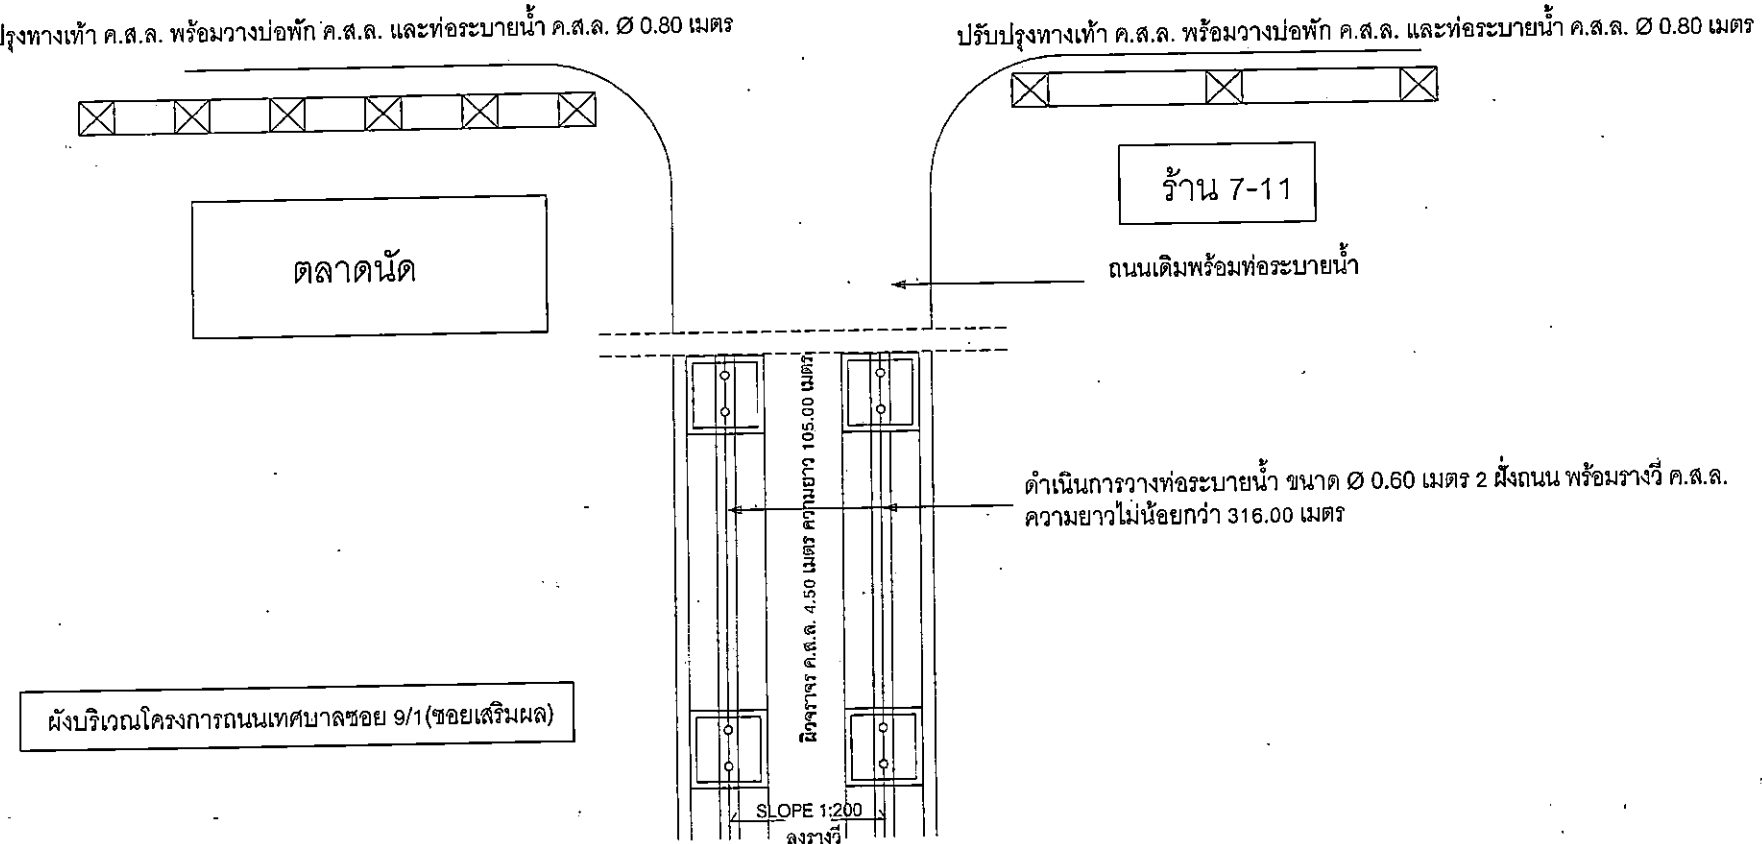 ปรุงทางเท้า ค.ส.ล. พร้อมวางบ่อพัก ค.ส.ล. และท่อระบายน้ำ ค.ส.ล. Ø 0.80 เมตร
ปรับปรุงทางเท้า ค.ส.ล. พร้อมวางบ่อพัก ค.ส.ล. และท่อระบายน้ำ ค.ส.ล. Ø 0.80 เมตร
ร้าน 7-11
ตลาดนัด
ถนนเดิมพร้อมท่อระบายน้ำ
ผิวจราจร ค.ส.ล. 4.50 เมตร ความยาว 105.00 เมตร
ดำเนินการวางท่อระบายน้ำ ขนาด Ø 0.60 เมตร 2 ฝั่งถนน พร้อมรางวี ค.ส.ล.
ความยาวไม่น้อยกว่า 316.00 เมตร
ผังบริเวณโครงการถนนเทศบาลซอย 9/1(ซอยเสริมผล)
SLOPE 1:200
ลงรางวี